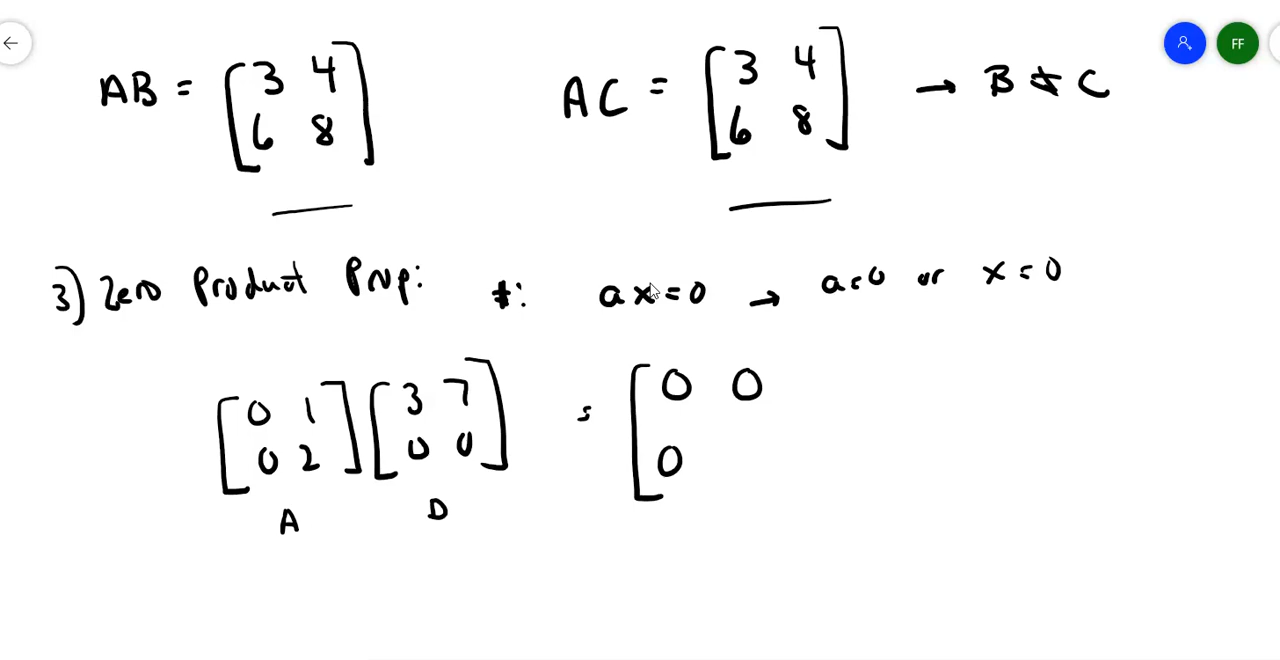 FF
AB = [3 4
6 8]
AC = [3 4
6 8] → B ≠ C
3) Zero Product Prop: #: ax=0 → a=0 or x=0
[0 1
0 2] [3 7
0 0] = [0 0
0
A D